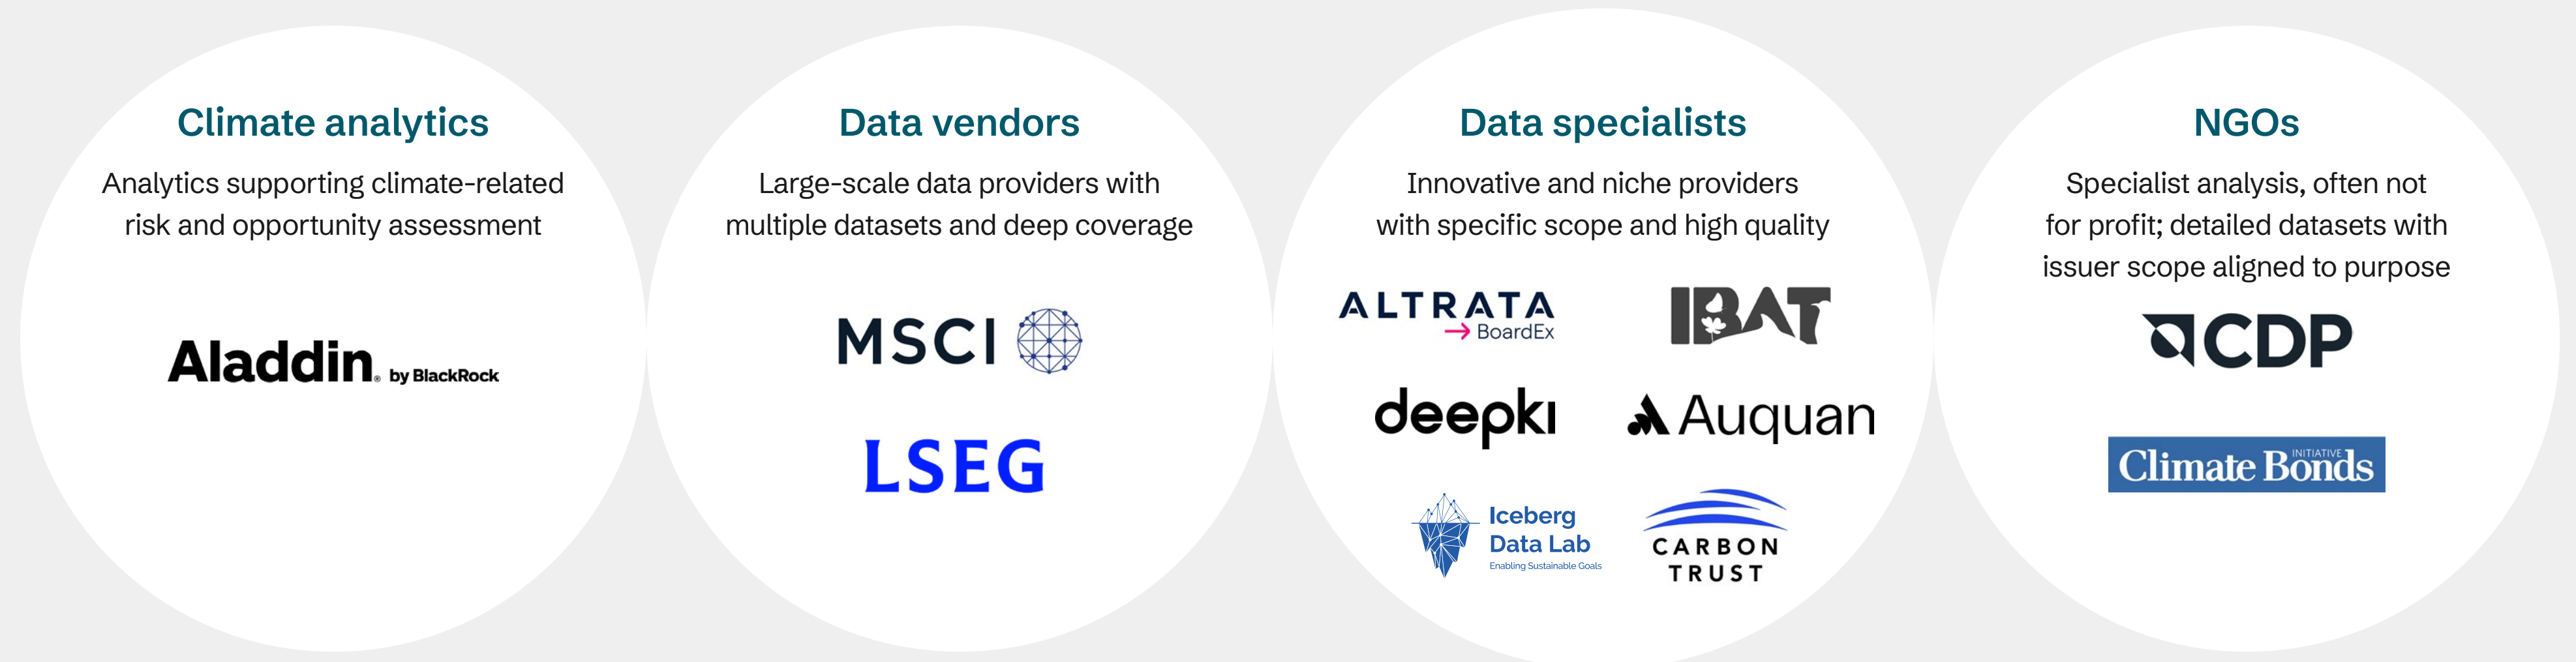 Climate analytics
Analytics supporting climate-related
risk and opportunity assessment
Aladdin® by BlackRock
Data vendors
Large-scale data providers with
multiple datasets and deep coverage
MSCI
LSEG
Data specialists
Innovative and niche providers
with specific scope and high quality
ALTRATA
BoardEx
IBAT
deepki
Auquan
Iceberg
Data Lab
Enabling Sustainable Goals
CARBON
TRUST
NGOs
Specialist analysis, often not
for profit; detailed datasets with
issuer scope aligned to purpose
CDP
Climate Bonds
INITIATIVE